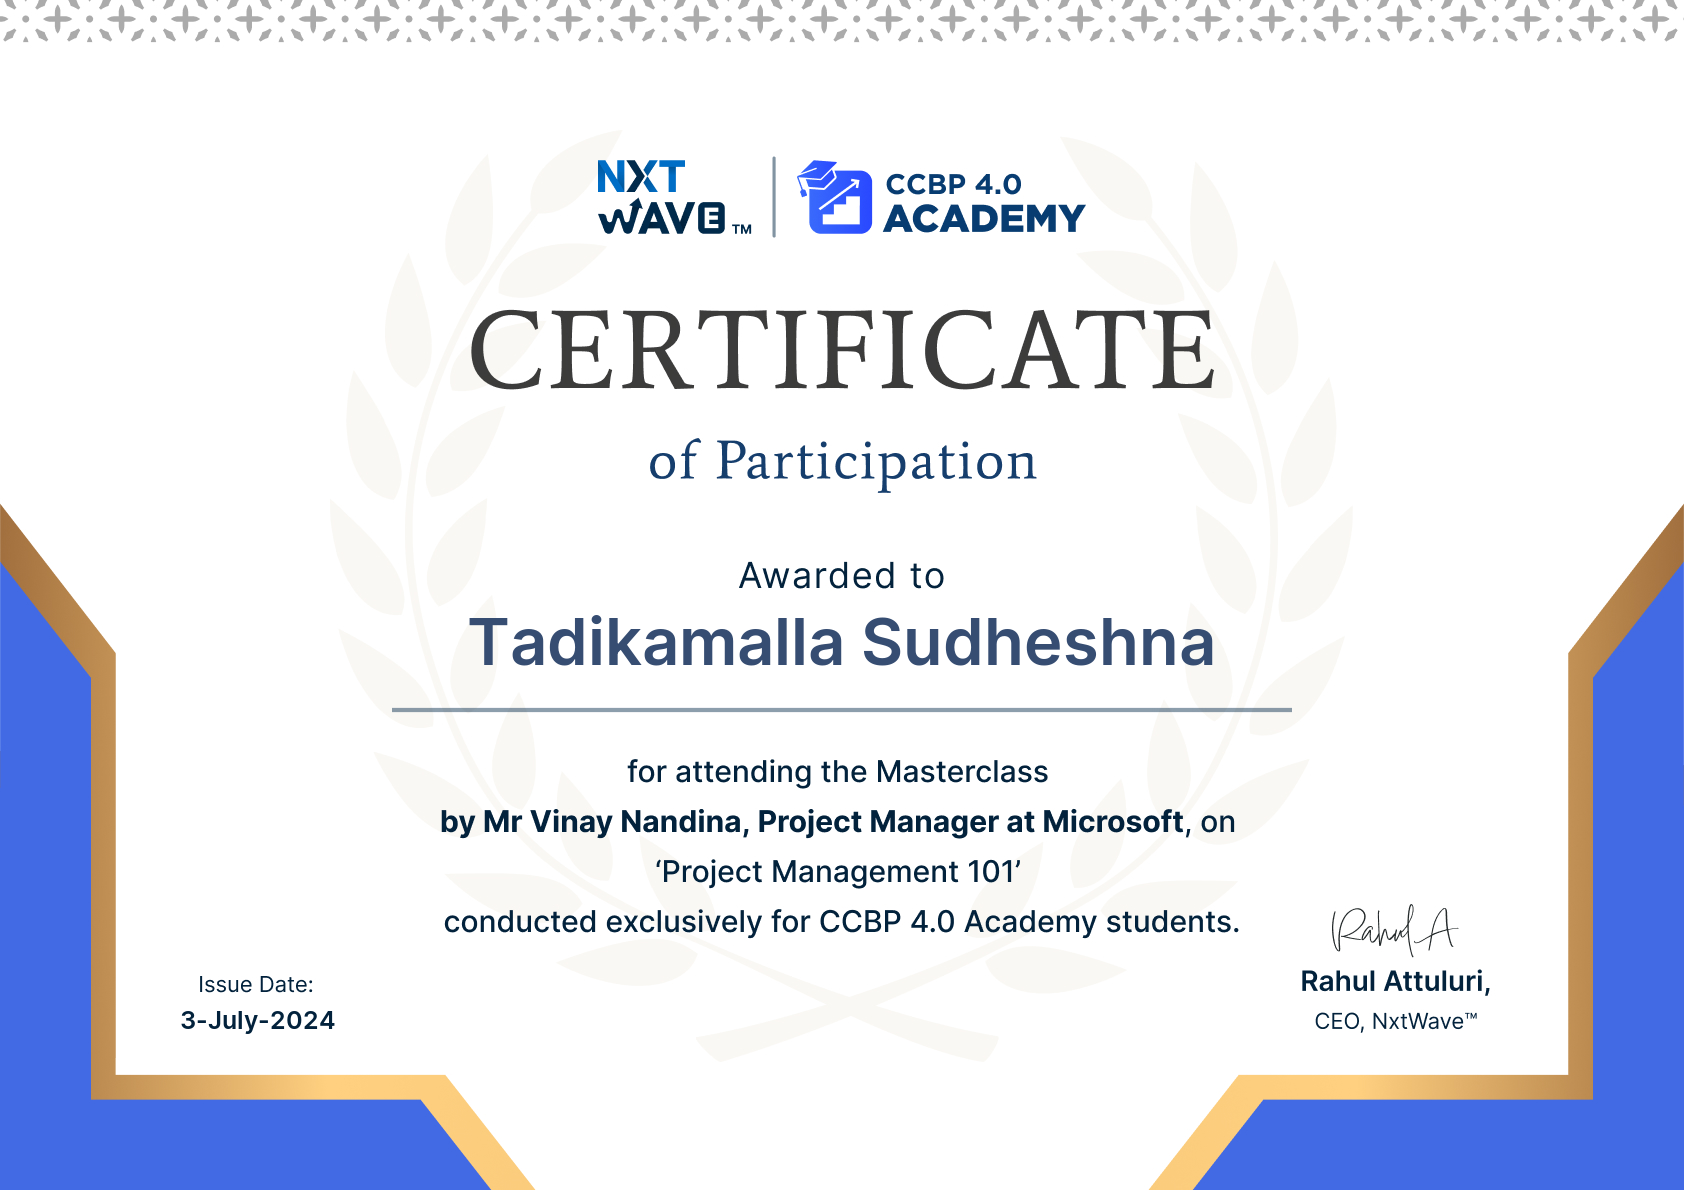 NXT
WAVE™
CCBP 4.0
ACADEMY
CERTIFICATE
of Participation
Awarded to
Tadikamalla Sudheshna
for attending the Masterclass
by Mr Vinay Nandina, Project Manager at Microsoft, on
‘Project Management 101’
conducted exclusively for CCBP 4.0 Academy students.
Issue Date:
3-July-2024
Rahul A
Rahul Attuluri,
CEO, NxtWave™